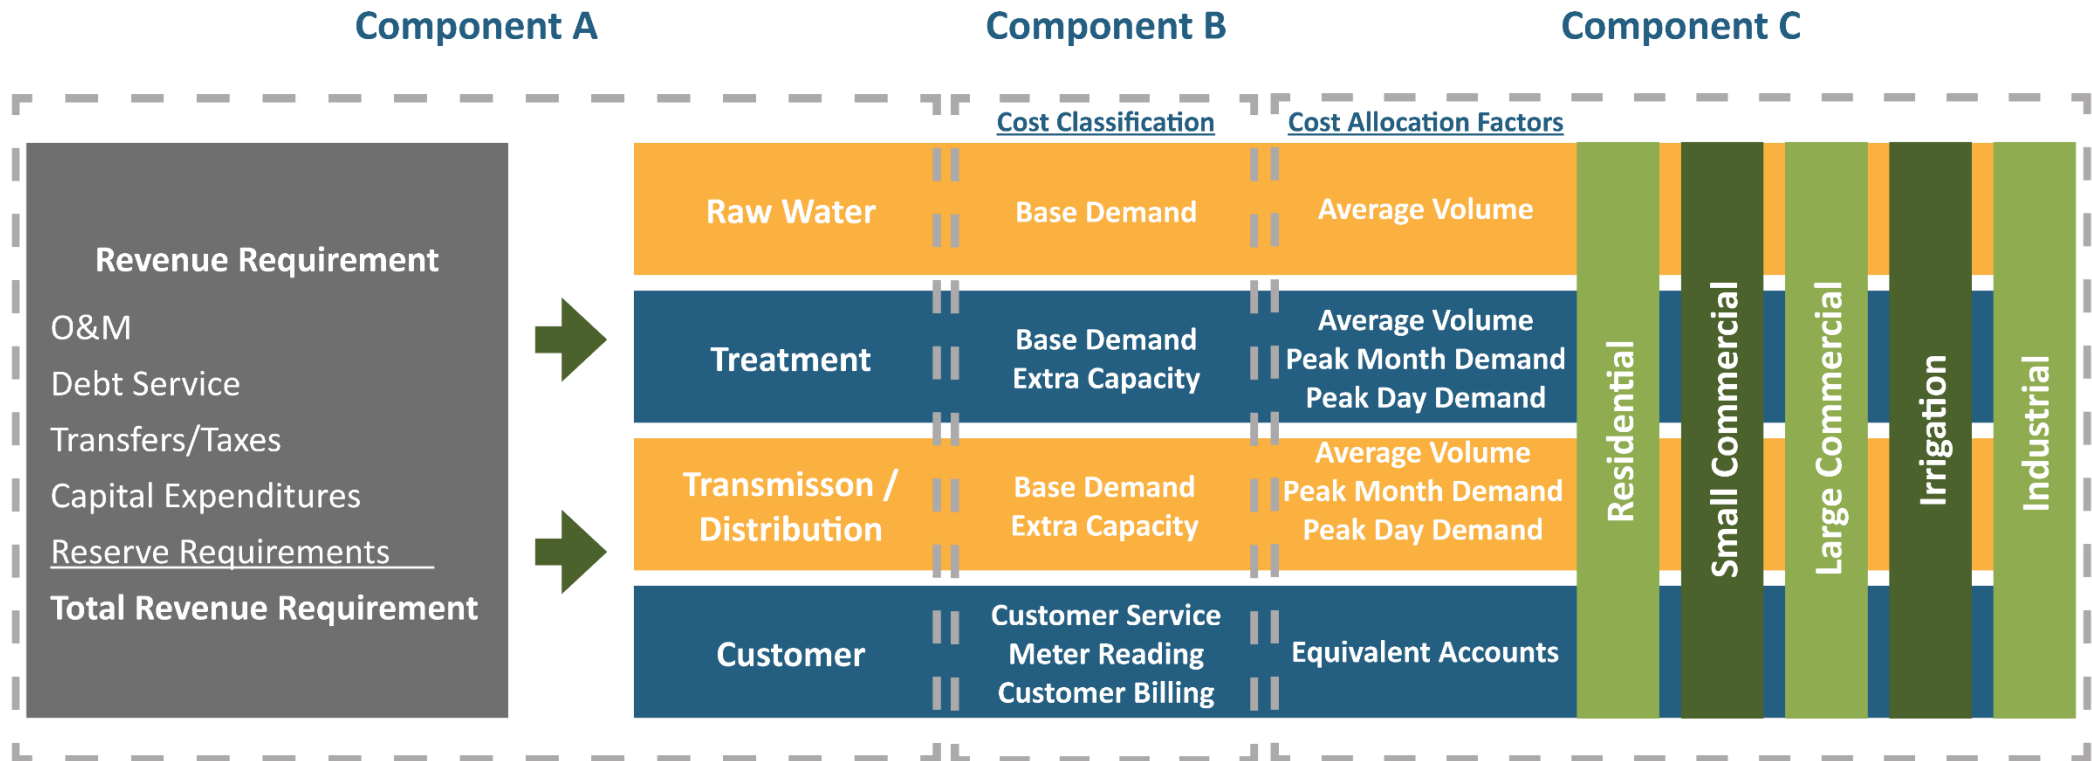 Component A
Component B
Component C
Cost Classification
Cost Allocation Factors
Revenue Requirement
O&M
Debt Service
Transfers/Taxes
Capital Expenditures
Reserve Requirements
Total Revenue Requirement
Raw Water
Base Demand
Average Volume
Treatment
Base Demand
Extra Capacity
Average Volume
Peak Month Demand
Peak Day Demand
Transmisson /
Distribution
Base Demand
Extra Capacity
Average Volume
Peak Month Demand
Peak Day Demand
Customer
Customer Service
Meter Reading
Customer Billing
Equivalent Accounts
Residential
Small Commercial
Large Commercial
Irrigation
Industrial